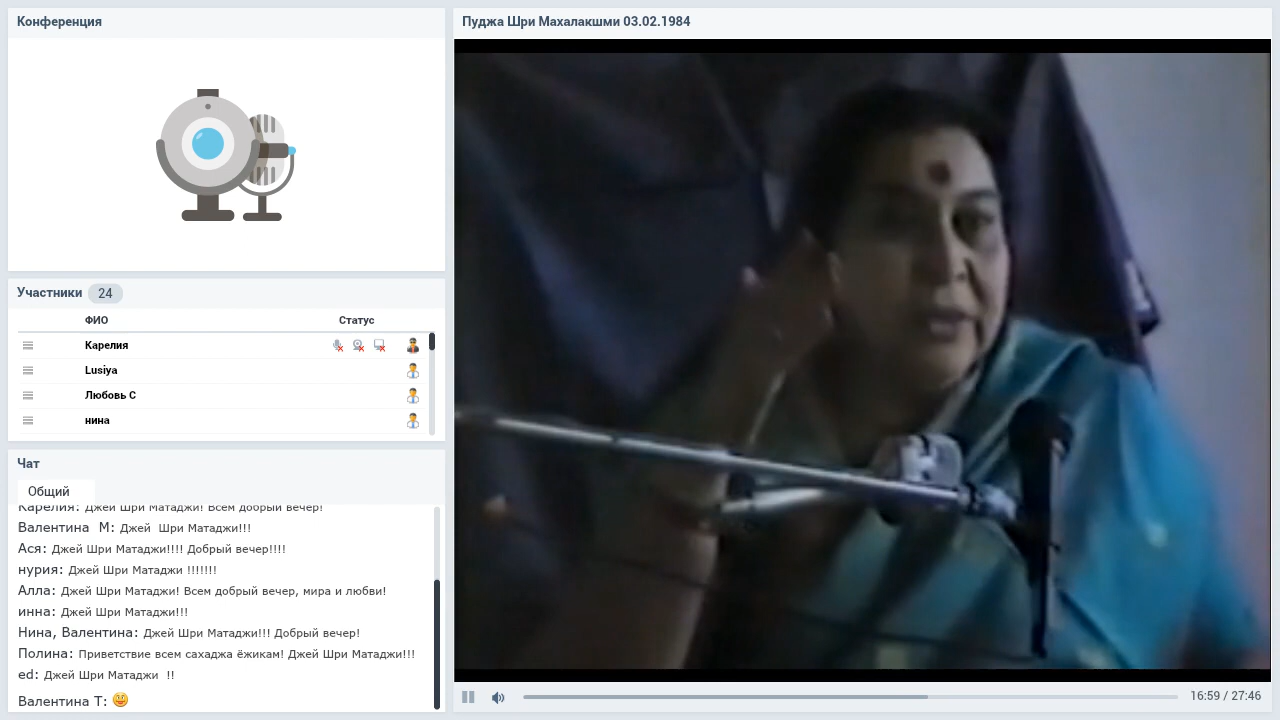 Конференция
Участники 24
ФИО Статус
Карелия
Lusiya
Любовь С
нина
Чат
Общий
Карелия: Джей Шри Матаджи! Всем добрый вечер!
Валентина М: Джей Шри Матаджи!!!
Ася: Джей Шри Матаджи!!!! Добрый вечер!!!!
нурия: Джей Шри Матаджи !!!!!!!
Алла: Джей Шри Матаджи! Всем добрый вечер, мира и любви!
инна: Джей Шри Матаджи!!!
Нина, Валентина: Джей Шри Матаджи!!! Добрый вечер!
Полина: Приветствие всем сахаджа ёжикам! Джей Шри Матаджи!!!
ed: Джей Шри Матаджи !!
Валентина Т:
Пуджа Шри Махалакшми 03.02.1984
16:59 / 27:46